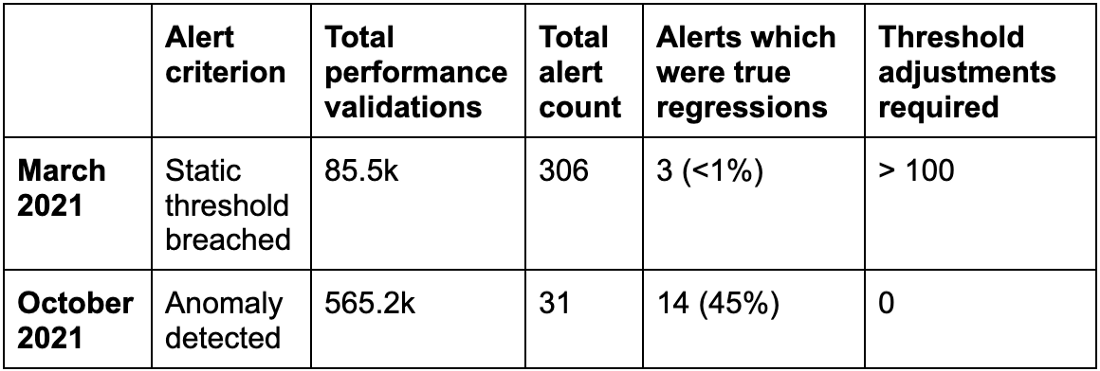 Alert criterion
Total performance validations
Total alert count
Alerts which were true regressions
Threshold adjustments required
March 2021
Static threshold breached
85.5k
306
3 (<1%)
> 100
October 2021
Anomaly detected
565.2k
31
14 (45%)
0